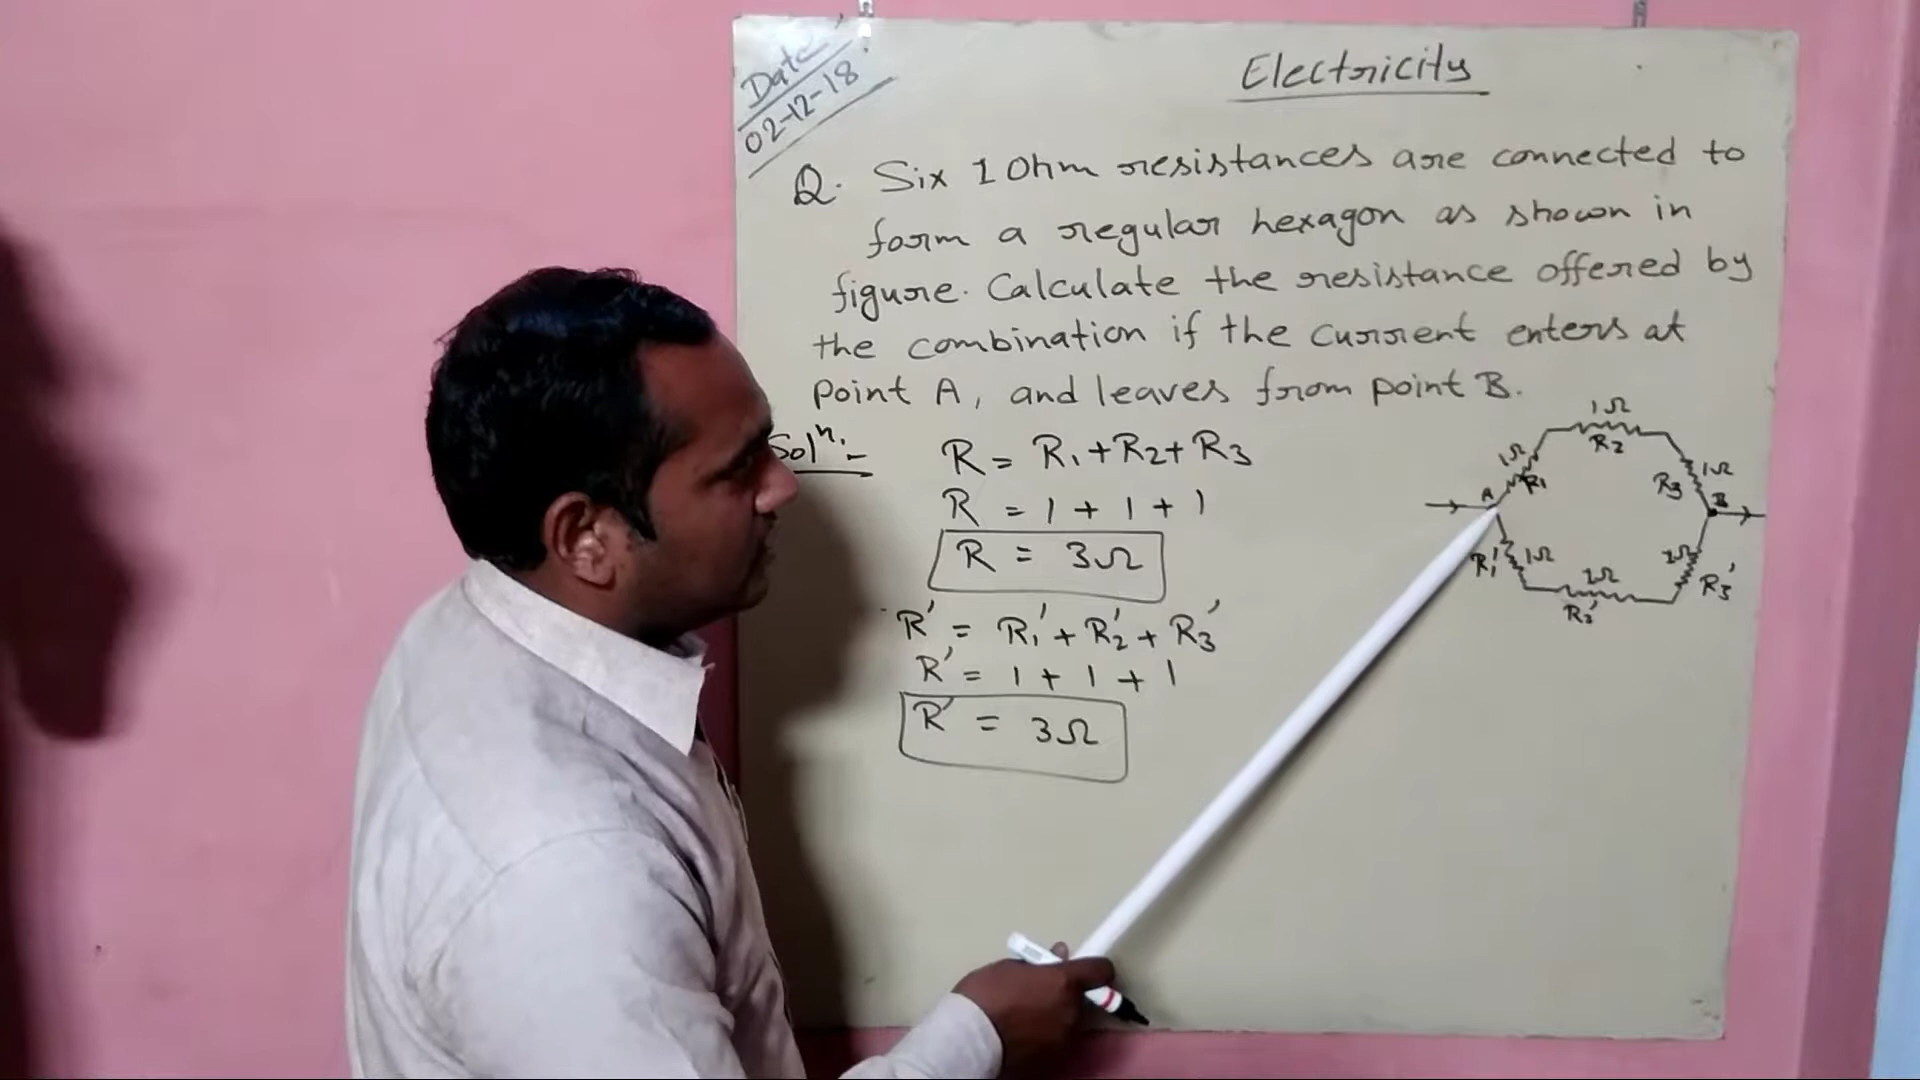 Date
02-12-18
Electricity
Q. Six 1 Ohm resistances are connected to
form a regular hexagon as shown in
figure. Calculate the resistance offered by
the combination if the current enters at
point A, and leaves from point B.
Solⁿ:-
R = R₁+R₂+R₃
R = 1 + 1 + 1
R = 3Ω
R' = R₁' + R₂' + R₃'
R' = 1 + 1 + 1
R' = 3Ω
1Ω
R₂
1Ω
R₁
1Ω
R₃
A
B
R₁'
1Ω
1Ω
R₂'
1Ω
R₃'